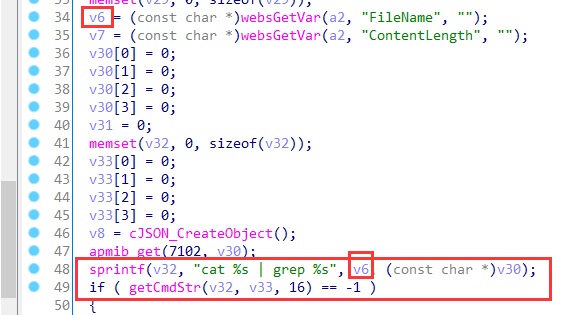 33 memset(v29, 0, sizeof(v29));
34 v6 = (const char *)websGetVar(a2, "FileName", "");
35 v7 = (const char *)websGetVar(a2, "ContentLength", "");
36 v30[0] = 0;
37 v30[1] = 0;
38 v30[2] = 0;
39 v30[3] = 0;
40 v31 = 0;
41 memset(v32, 0, sizeof(v32));
42 v33[0] = 0;
43 v33[1] = 0;
44 v33[2] = 0;
45 v33[3] = 0;
46 v8 = cJSON_CreateObject();
47 apmib_get(7102, v30);
48 sprintf(v32, "cat %s | grep %s", v6, (const char *)v30);
49 if ( getCmdStr(v32, v33, 16) == -1 )
50 {